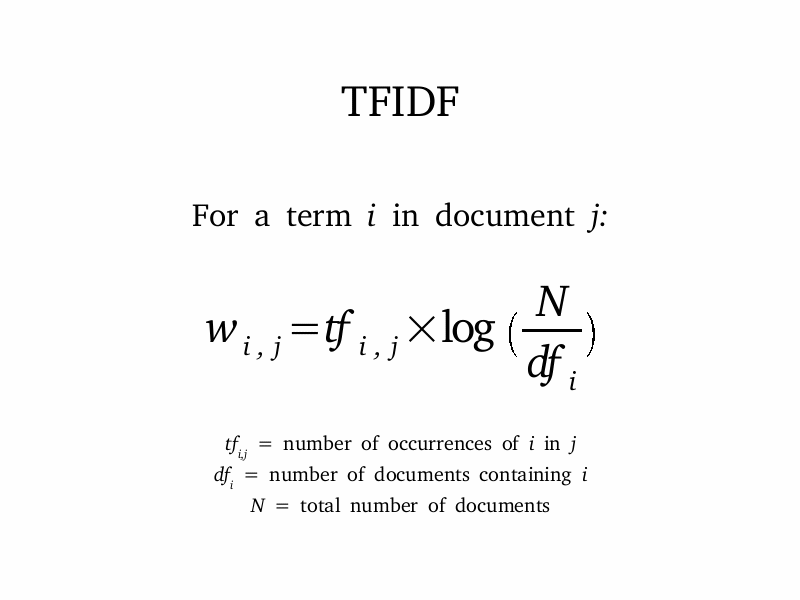 TFIDF
For a term i in document j:
w i , j = tf i , j × log ( N / df i )
tf i,j = number of occurrences of i in j
df i = number of documents containing i
N = total number of documents